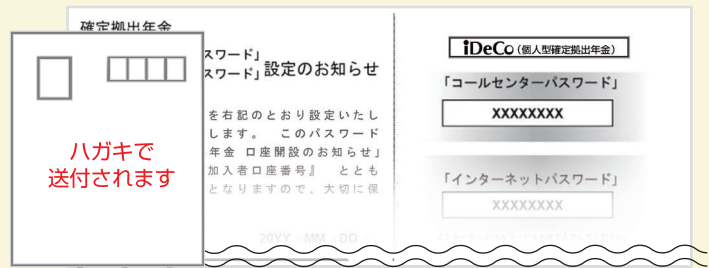 確定拠出年金
スワード」
スワード」設定のお知らせ
を右記のとおり設定いたし
します。 このパスワード
年金 口座開設のお知らせ」
加入者口座番号』 ととも
となりますので、大切に保
20YY MM DD
ハガキで
送付されます
iDeCo(個人型確定拠出年金)
「コールセンターパスワード」
XXXXXXXX
「インターネットパスワード」
XXXXXXXX